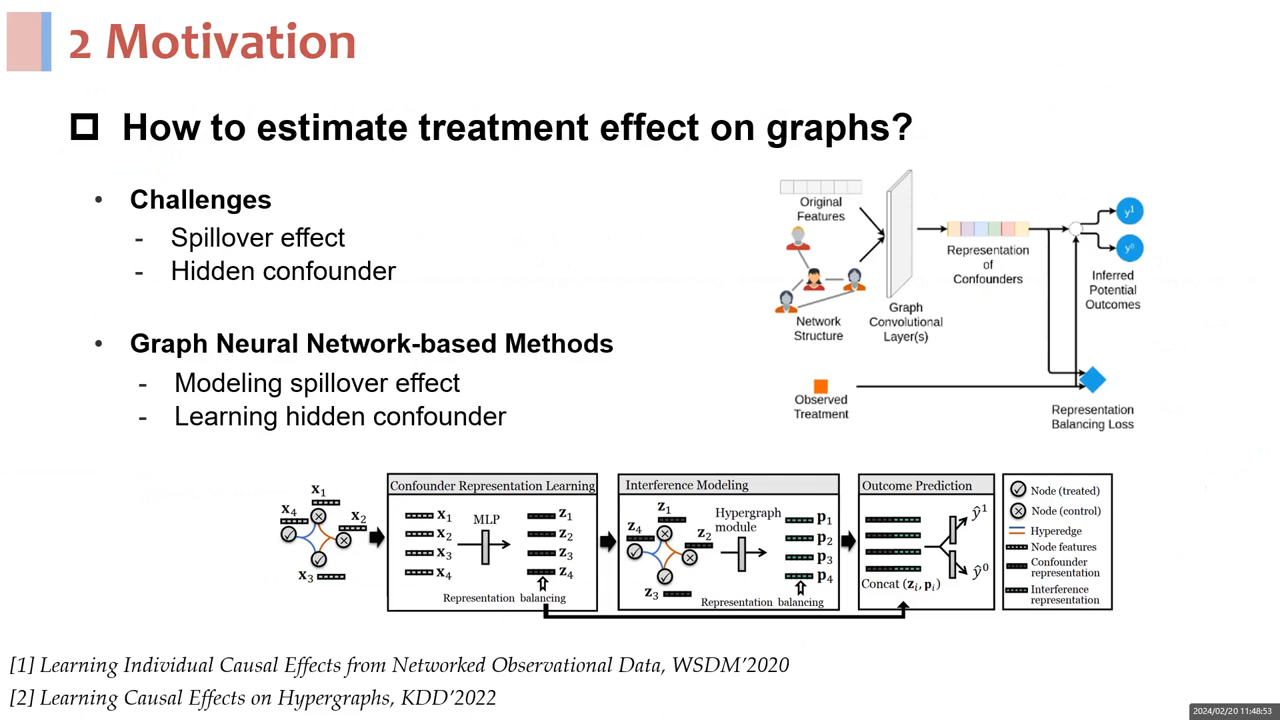 2 Motivation
How to estimate treatment effect on graphs?
• Challenges
- Spillover effect
- Hidden confounder
• Graph Neural Network-based Methods
- Modeling spillover effect
- Learning hidden confounder
Original
Features
Network
Structure
Graph
Convolutional
Layer(s)
Representation
of
Confounders
y¹
y⁰
Inferred
Potential
Outcomes
Observed
Treatment
Representation
Balancing Loss
x₁
x₄
x₂
x₃
Confounder Representation Learning
x₁
x₂
x₃
x₄
MLP
z₁
z₂
z₃
z₄
Representation balancing
Interference Modeling
z₁
z₄
z₂
z₃
Hypergraph
module
p₁
p₂
p₃
p₄
Representation balancing
Outcome Prediction
ŷ¹
ŷ⁰
Concat (zᵢ, pᵢ)
Node (treated)
Node (control)
Hyperedge
Node features
Confounder
representation
Interference
representation
[1] Learning Individual Causal Effects from Networked Observational Data, WSDM’2020
[2] Learning Causal Effects on Hypergraphs, KDD’2022
2024/02/20 11:48:53